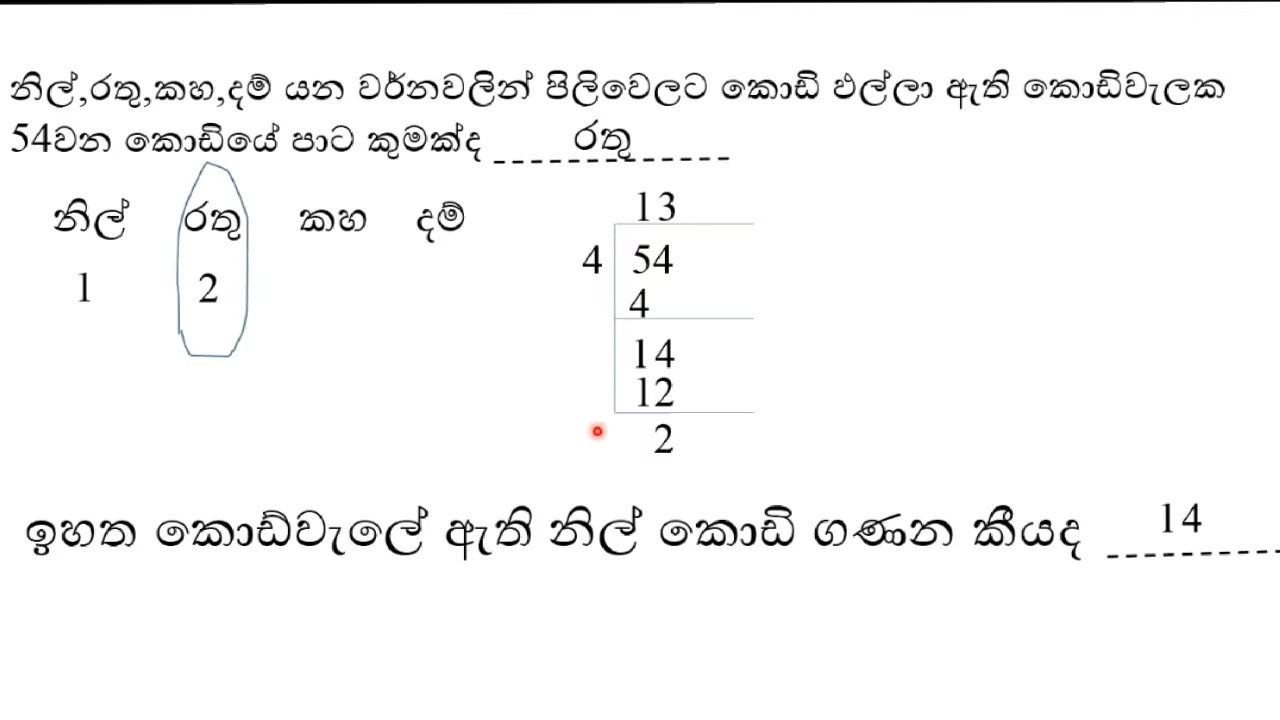 නිල්,රතු,කහ,දම් යන වර්නවලින් පිලිවෙලට කොඩි එල්ලා ඇති කොඩිවැලක
54වන කොඩියේ පාට කුමක්ද රතු
නිල් රතු කහ දම්
1 2
13
4 54
4
14
12
2
ඉහත කොඩ්වැලේ ඇති නිල් කොඩි ගණන කීයද 14